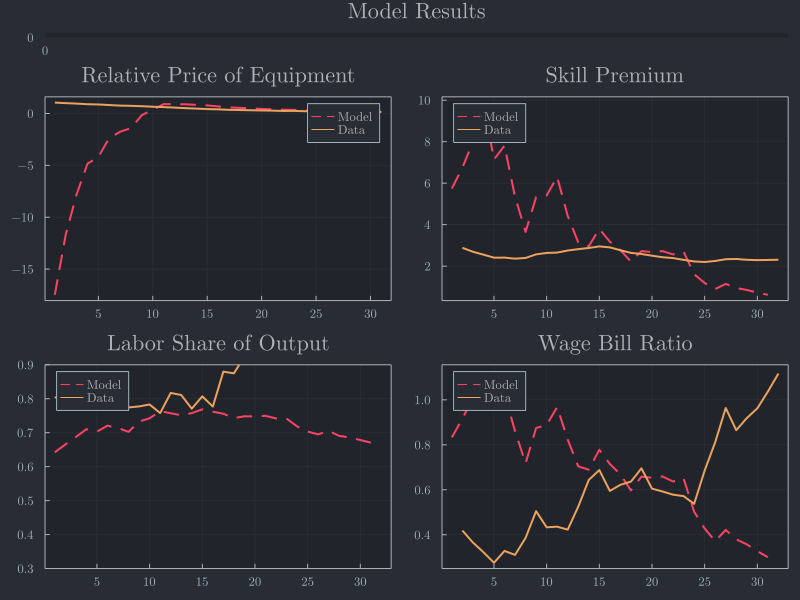 Model Results
0
0
Relative Price of Equipment
Skill Premium
0
−5
−10
−15
5 10 15 20 25 30
Model
Data
10
8
6
4
2
5 10 15 20 25 30
Model
Data
Labor Share of Output
Wage Bill Ratio
0.9
0.8
0.7
0.6
0.5
0.4
0.3
5 10 15 20 25 30
Model
Data
1.0
0.8
0.6
0.4
5 10 15 20 25 30
Model
Data